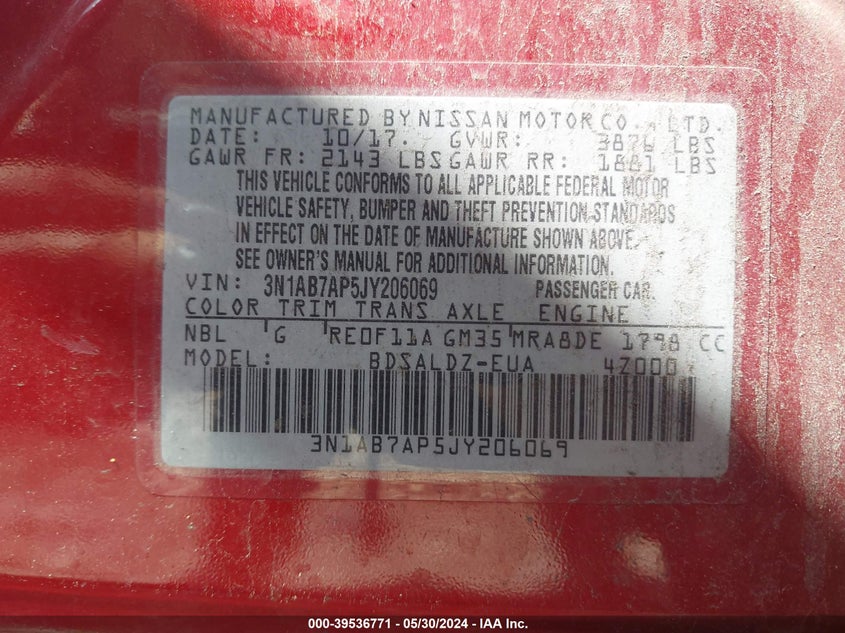 MANUFACTURED BY NISSAN MOTOR CO., LTD.
DATE: 10/17. GVWR: 3876 LBS
GAWR FR: 2143 LBS GAWR RR: 1881 LBS
THIS VEHICLE CONFORMS TO ALL APPLICABLE FEDERAL MOTOR
VEHICLE SAFETY, BUMPER AND THEFT PREVENTION STANDARDS
IN EFFECT ON THE DATE OF MANUFACTURE SHOWN ABOVE.
SEE OWNER'S MANUAL FOR ADDITIONAL INFORMATION.
VIN: 3N1AB7AP5JY206069 PASSENGER CAR
COLOR TRIM TRANS AXLE ENGINE
NBL G RE0F11A GM35 MRA8DE 1798 CC
MODEL: BDSALDZ-EUA 4Z000
3N1AB7AP5JY206069
000-39536771 — 05/30/2024 — IAA Inc.